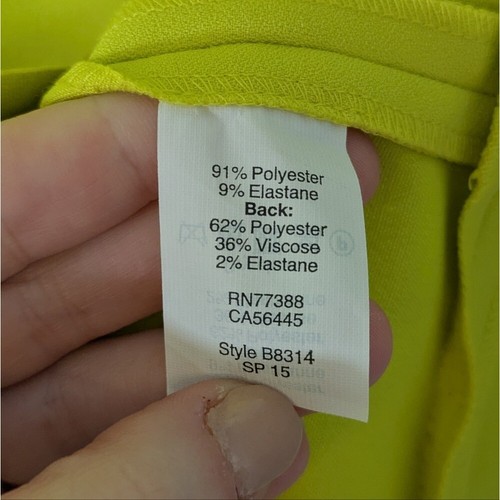 91% Polyester
9% Elastane
Back:
62% Polyester
36% Viscose
2% Elastane
RN77388
CA56445
Style B8314
SP 15